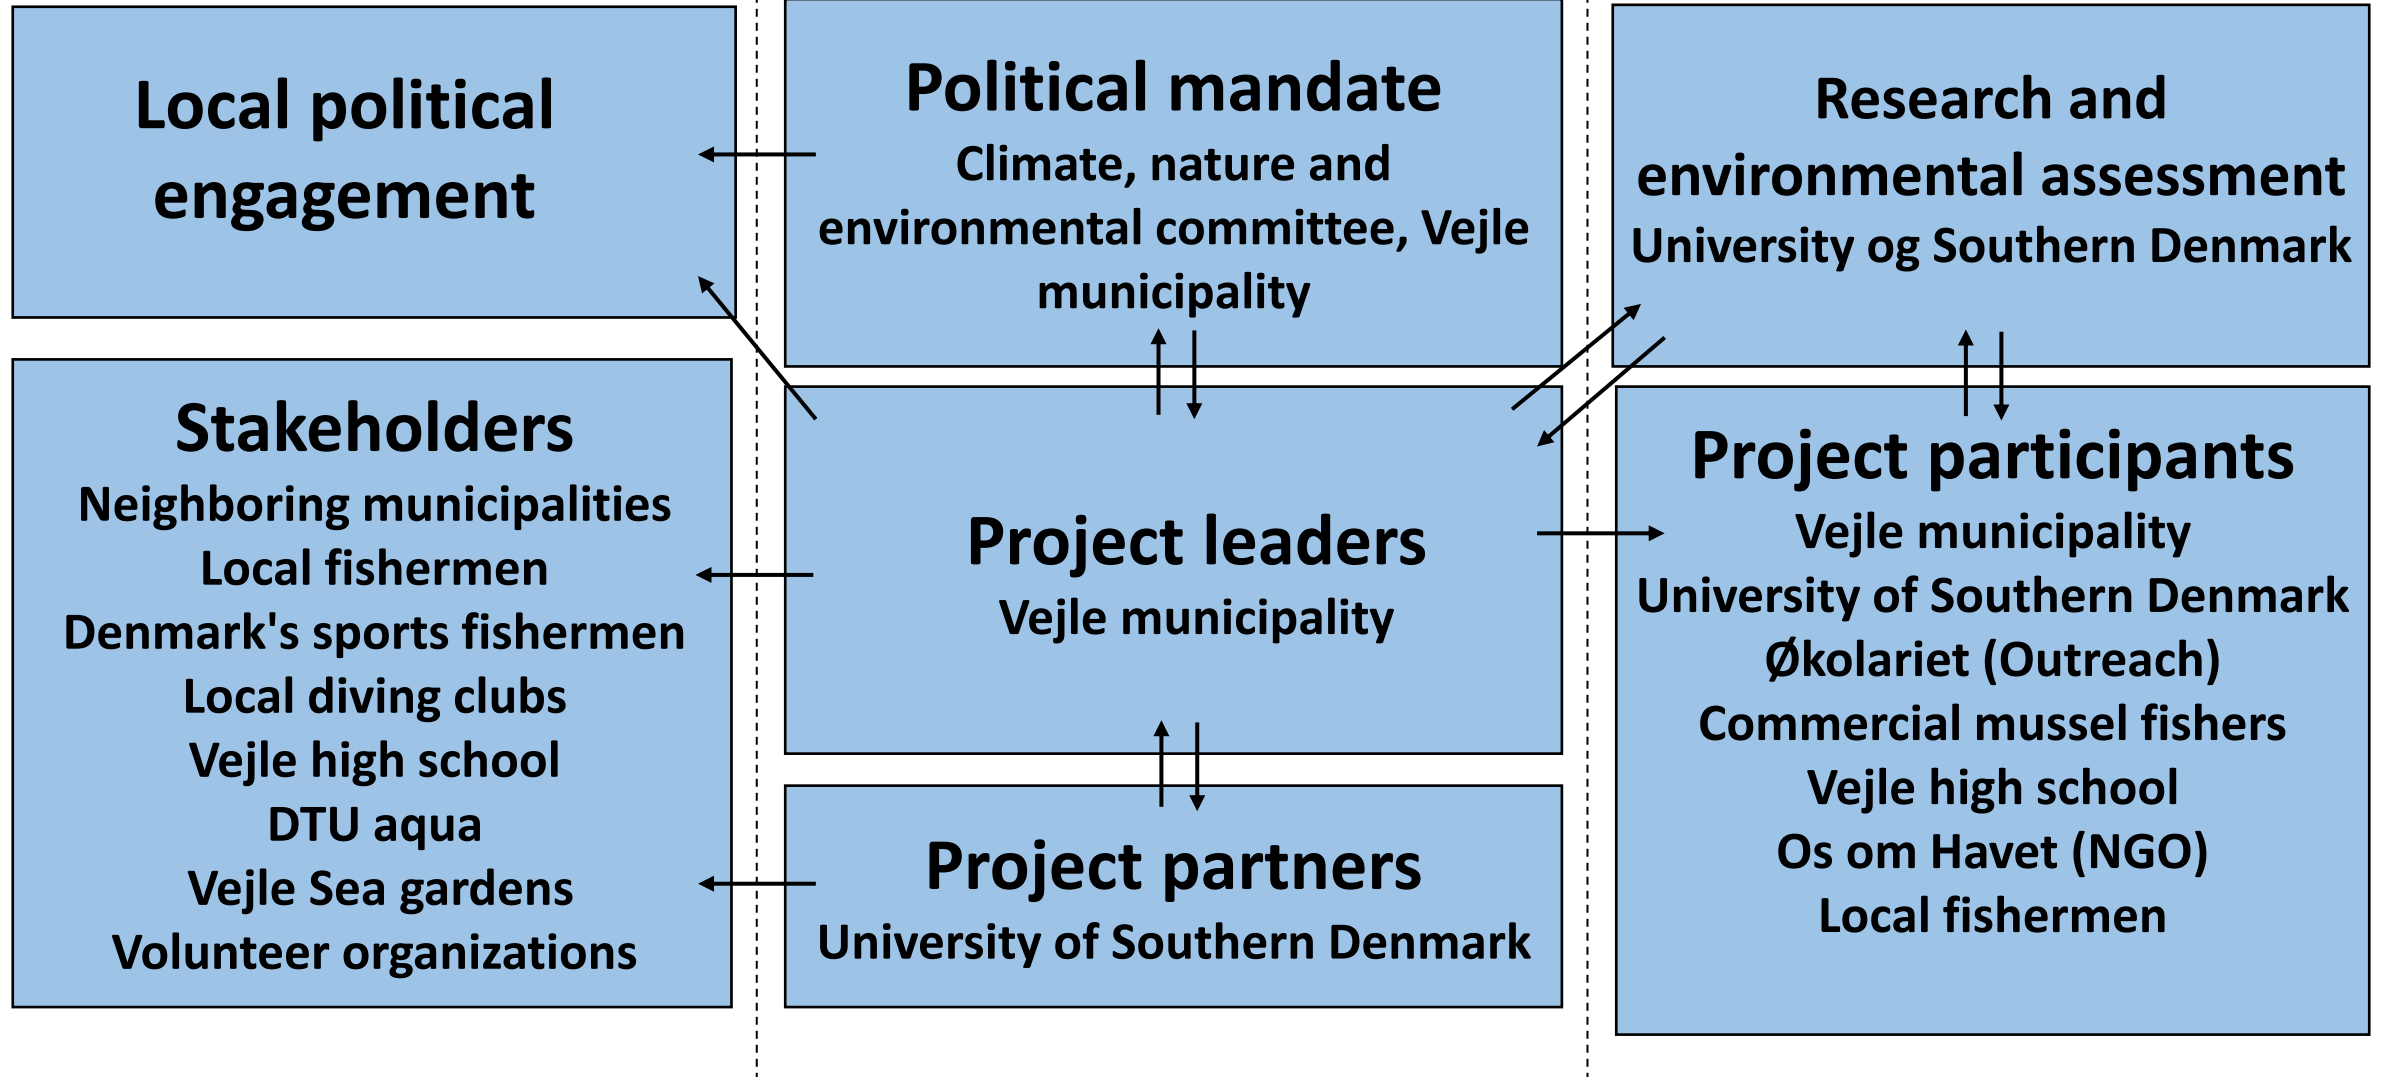 Local political
engagement
Stakeholders
Neighboring municipalities
Local fishermen
Denmark's sports fishermen
Local diving clubs
Vejle high school
DTU aqua
Vejle Sea gardens
Volunteer organizations
Political mandate
Climate, nature and
environmental committee, Vejle
municipality
Project leaders
Vejle municipality
Project partners
University of Southern Denmark
Research and
environmental assessment
University og Southern Denmark
Project participants
Vejle municipality
University of Southern Denmark
Økolariet (Outreach)
Commercial mussel fishers
Vejle high school
Os om Havet (NGO)
Local fishermen